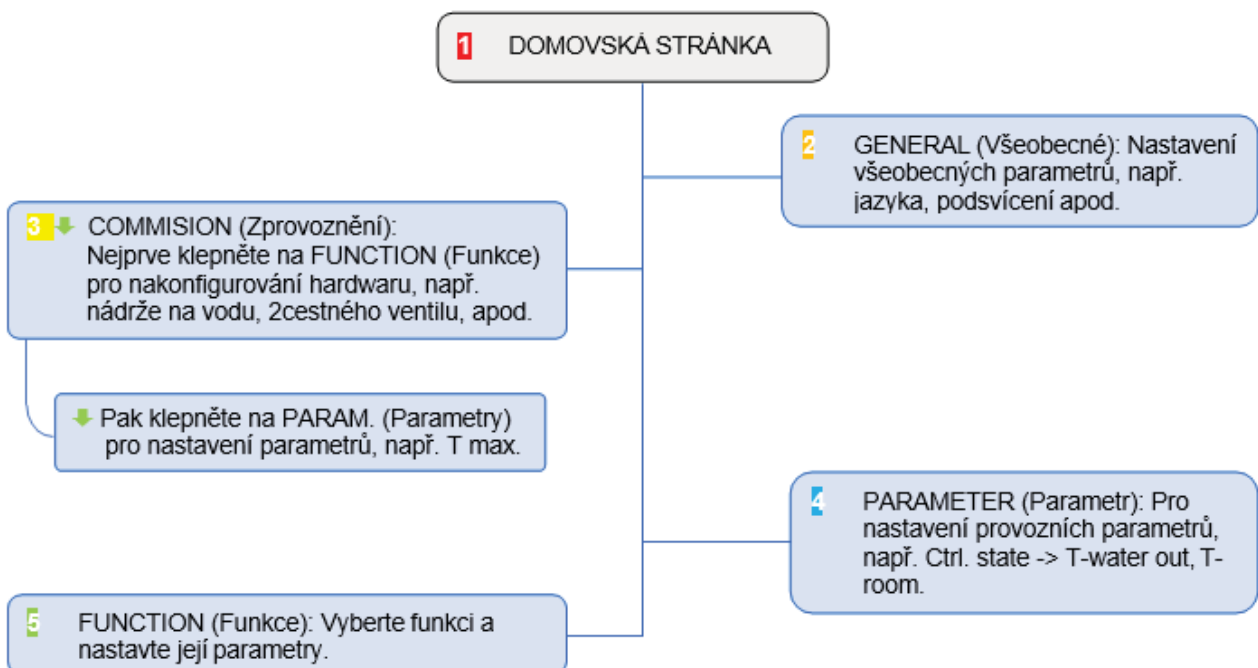 1 DOMOVSKÁ STRÁNKA
2 GENERAL (Všeobecné): Nastavení
všeobecných parametrů, např.
jazyka, podsvícení apod.
3 COMMISION (Zprovoznění):
Nejprve klepněte na FUNCTION (Funkce)
pro nakonfigurování hardwaru, např.
nádrže na vodu, 2cestného ventilu, apod.
Pak klepněte na PARAM. (Parametry)
pro nastavení parametrů, např. T max.
4 PARAMETER (Parametr): Pro
nastavení provozních parametrů,
např. Ctrl. state -> T-water out, T-
room.
5 FUNCTION (Funkce): Vyberte funkci a
nastavte její parametry.